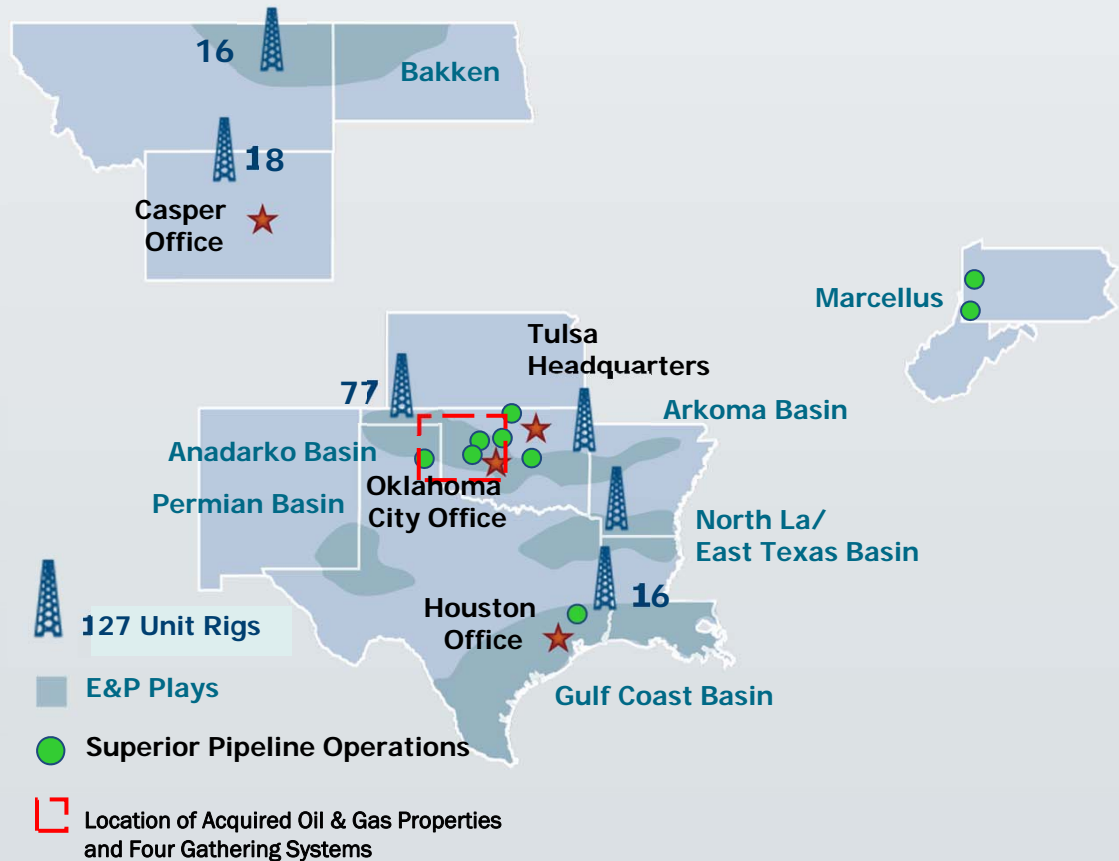 16
Bakken
18
Casper
Office
Marcellus
Tulsa
Headquarters
77
Arkoma Basin
Anadarko Basin
Oklahoma
City Office
Permian Basin
North La/
East Texas Basin
16
Houston
Office
127 Unit Rigs
E&P Plays
Gulf Coast Basin
Superior Pipeline Operations
Location of Acquired Oil & Gas Properties
and Four Gathering Systems